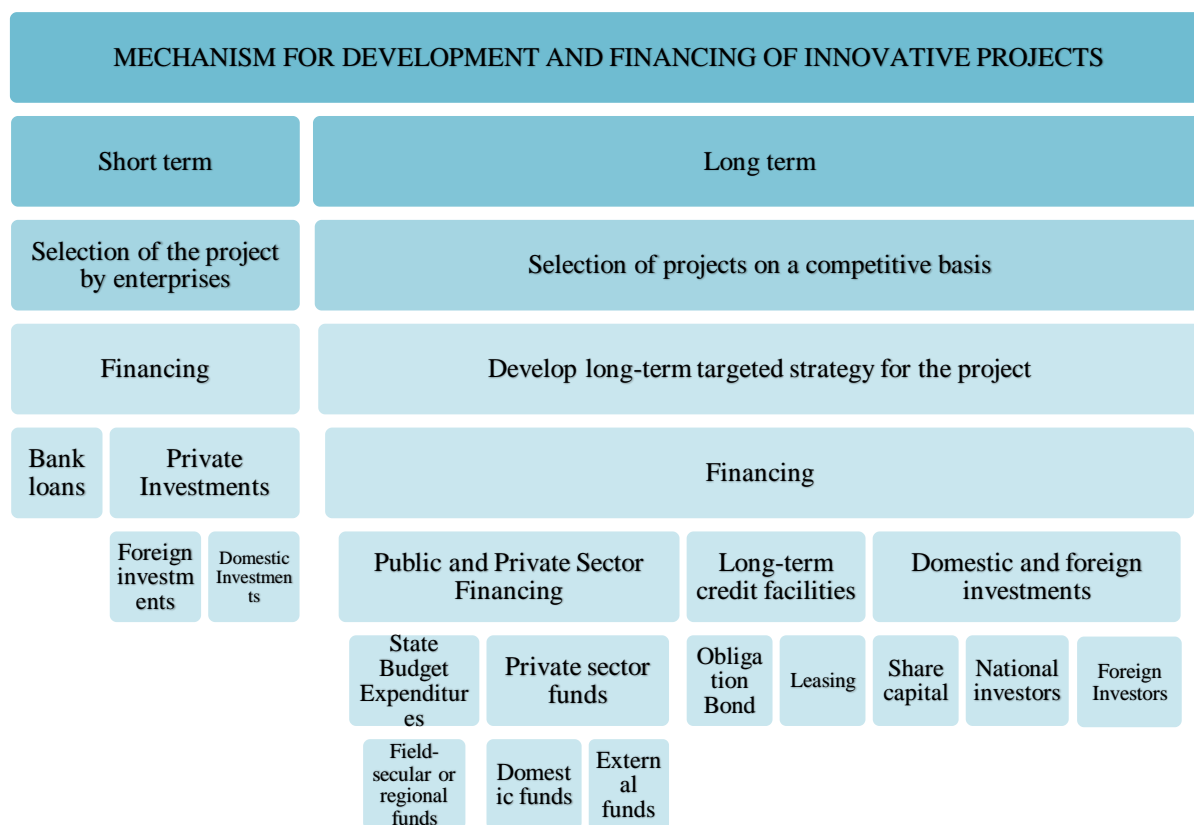 MECHANISM FOR DEVELOPMENT AND FINANCING OF INNOVATIVE PROJECTS
Short term
Long term
Selection of the project
by enterprises
Selection of projects on a competitive basis
Financing
Develop long-term targeted strategy for the project
Bank
loans
Private
Investments
Financing
Foreign
investm
ents
Domestic
Investmen
ts
Public and Private Sector
Financing
Long-term
credit facilities
Domestic and foreign
investments
State
Budget
Expenditur
es
Private sector
funds
Obliga
tion
Bond
Leasing
Share
capital
National
investors
Foreign
Investors
Field-
secular or
regional
funds
Domest
ic funds
Extern
al
funds